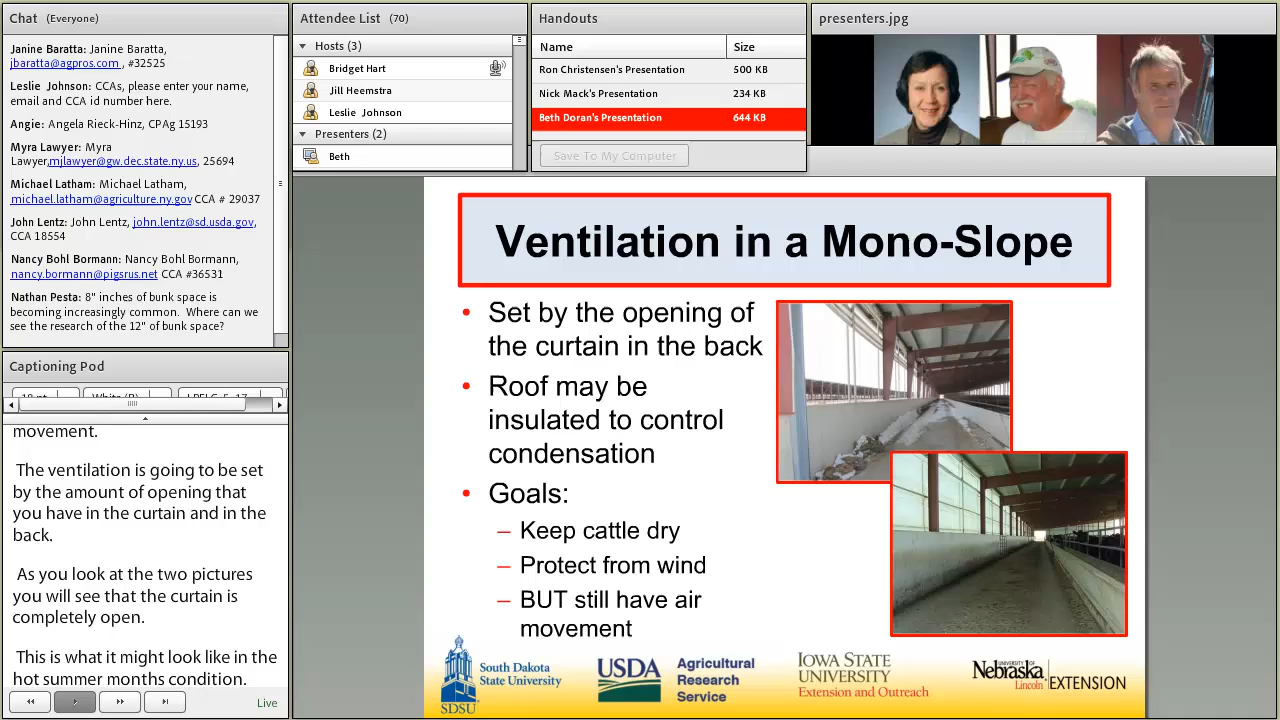 Chat (Everyone)
Janine Baratta: Janine Baratta,
jbaratta@agpros.com , #32525
Leslie Johnson: CCAs, please enter your name,
email and CCA id number here.
Angie: Angela Rieck-Hinz, CPAg 15193
Myra Lawyer: Myra
Lawyer,mjlawyer@gw.dec.state.ny.us, 25694
Michael Latham: Michael Latham,
michael.latham@agriculture.ny.gov CCA # 29037
John Lentz: John Lentz, john.lentz@sd.usda.gov,
CCA 18554
Nancy Bohl Bormann: Nancy Bohl Bormann,
nancy.bormann@pigsrus.net CCA #36531
Nathan Pesta: 8" inches of bunk space is
becoming increasingly common. Where can we
see the research of the 12" of bunk space?
Captioning Pod
18 pt
White (B)
movement.
The ventilation is going to be set
by the amount of opening that
you have in the curtain and in the
back.
As you look at the two pictures
you will see that the curtain is
completely open.
This is what it might look like in the
hot summer months condition.
Live
Attendee List (70)
Hosts (3)
Bridget Hart
Jill Heemstra
Leslie Johnson
Presenters (2)
Beth
Handouts
Name Size
Ron Christensen's Presentation 500 KB
Nick Mack's Presentation 234 KB
Beth Doran's Presentation 644 KB
Save To My Computer
presenters.jpg
Ventilation in a Mono-Slope
• Set by the opening of
the curtain in the back
• Roof may be
insulated to control
condensation
• Goals:
– Keep cattle dry
– Protect from wind
– BUT still have air
movement
SDSU
South Dakota
State University
USDA
Agricultural
Research
Service
IOWA STATE
UNIVERSITY
Extension and Outreach
UNIVERSITY OF
Nebraska
Lincoln
EXTENSION